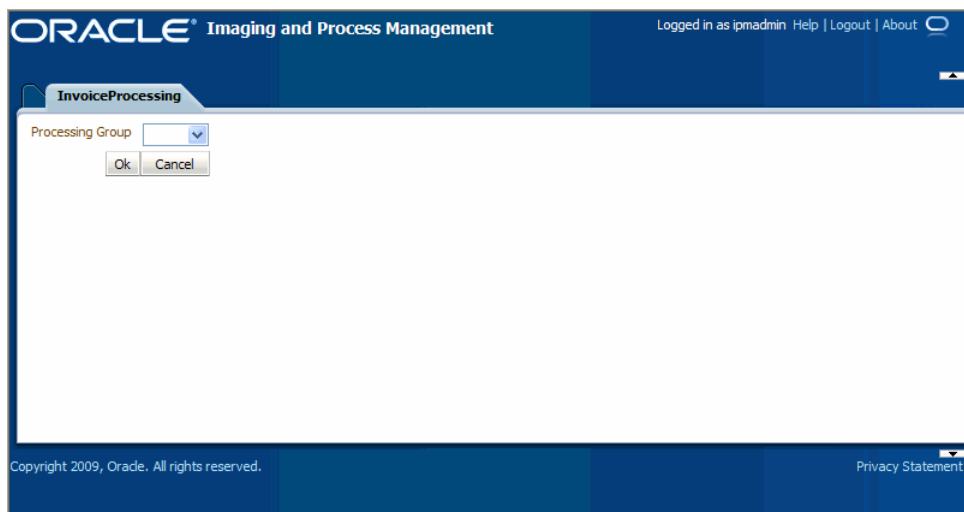 ORACLE® Imaging and Process Management Logged in as ipmadmin Help | Logout | About
InvoiceProcessing
Processing Group
Ok Cancel
Copyright 2009, Oracle. All rights reserved. Privacy Statement